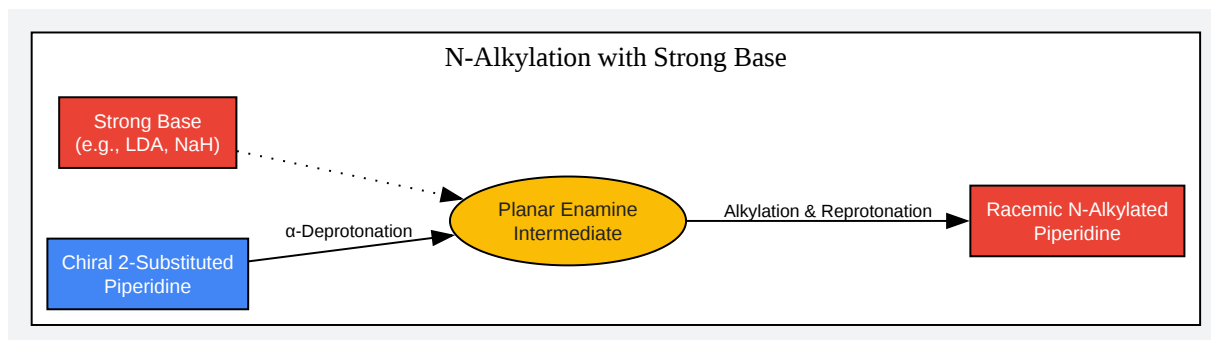 N-Alkylation with Strong Base
Strong Base
(e.g., LDA, NaH)
Chiral 2-Substituted
Piperidine
α-Deprotonation
Planar Enamine
Intermediate
Alkylation & Reprotonation
Racemic N-Alkylated
Piperidine